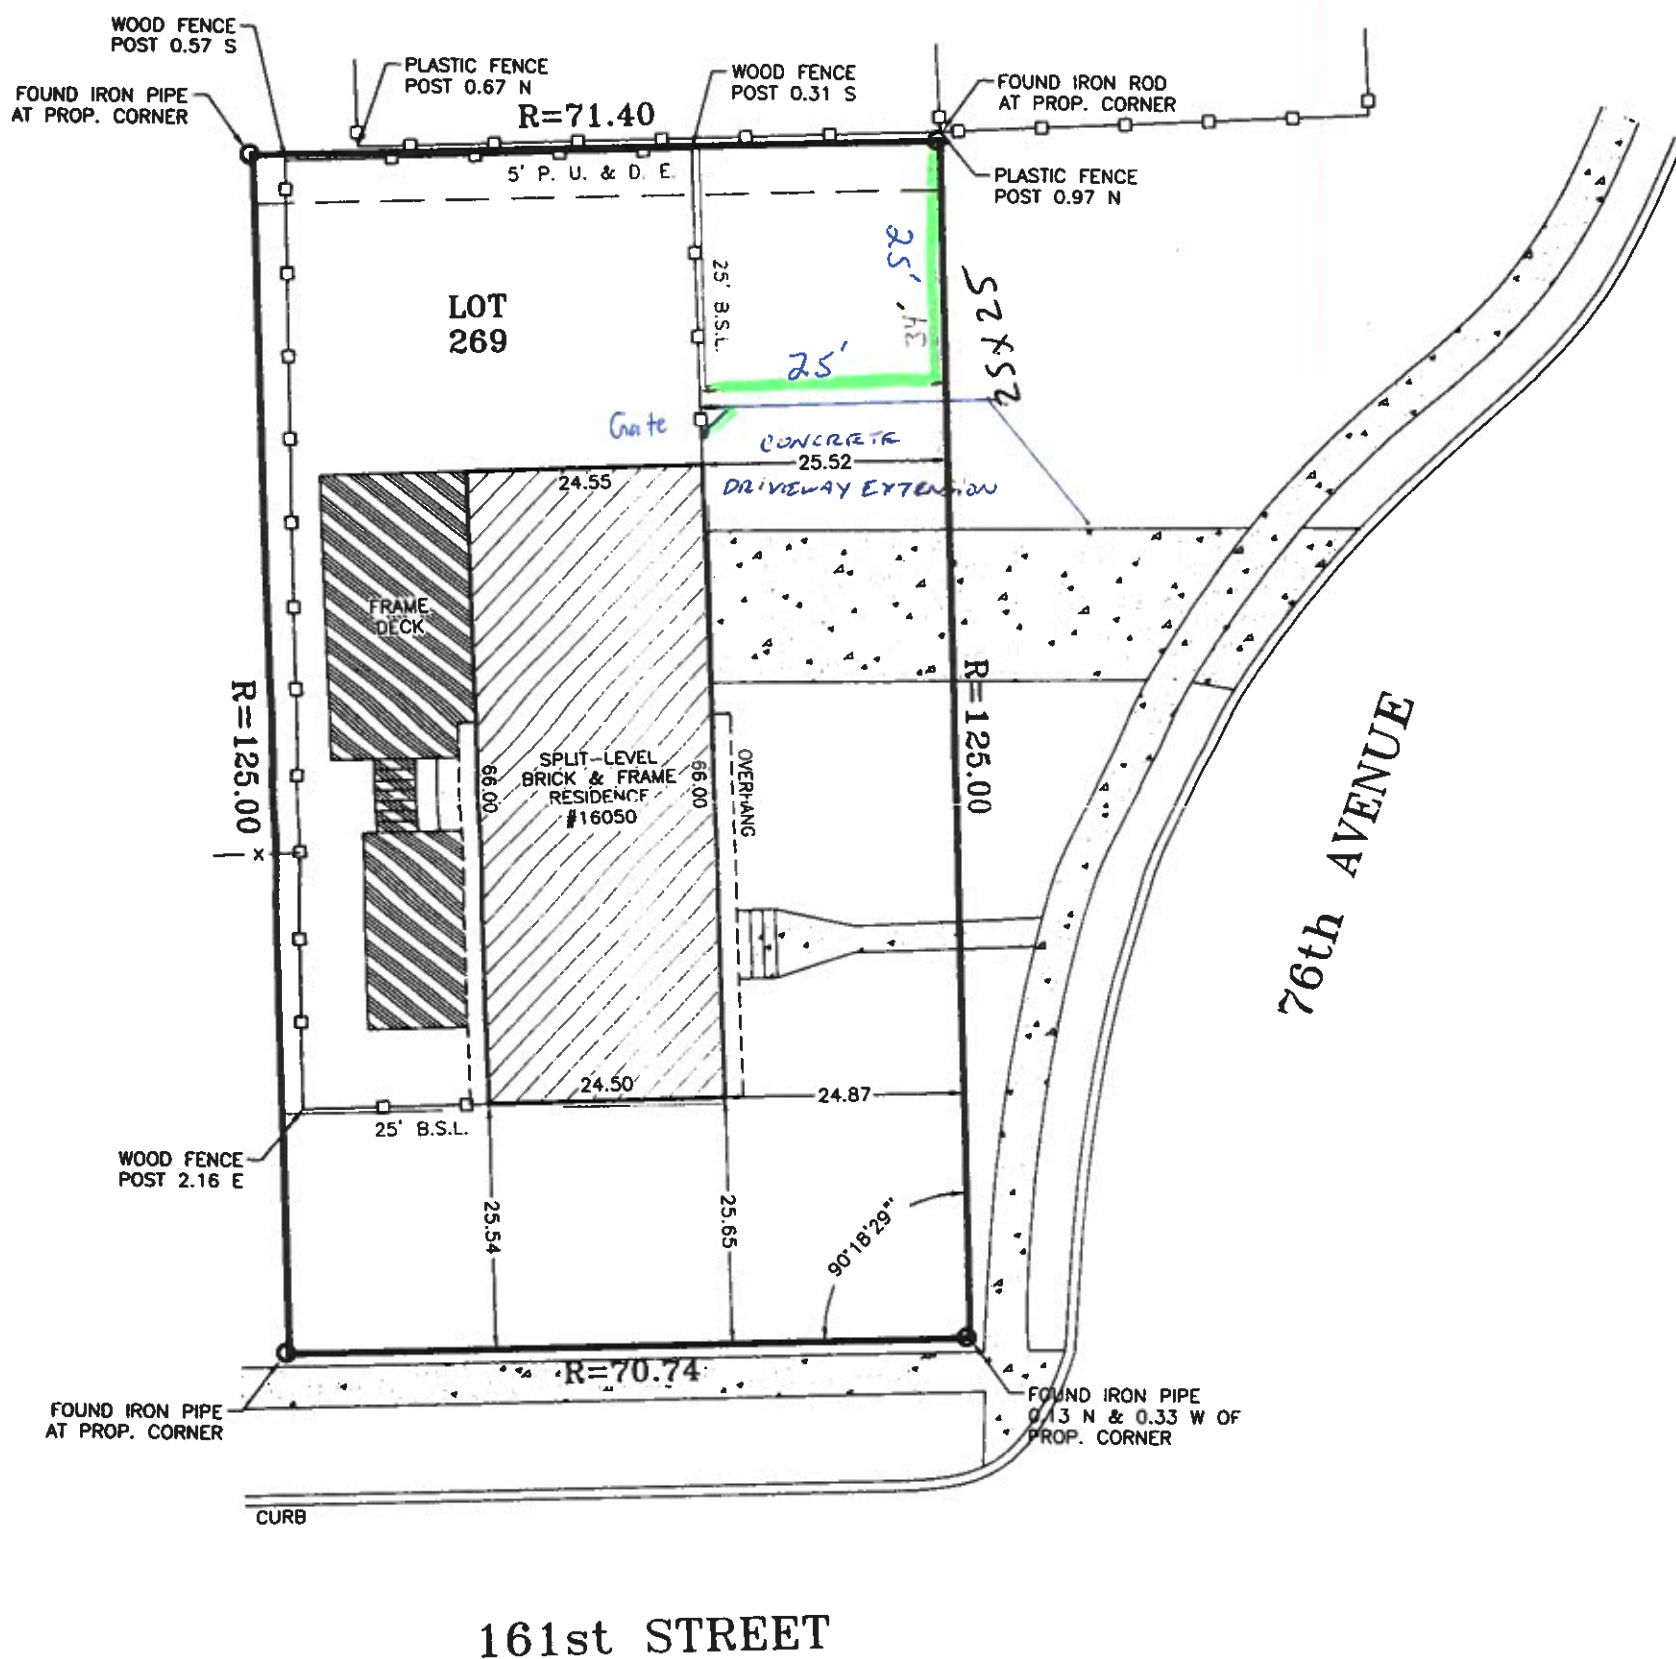 WOOD FENCE
POST 0.57 S
PLASTIC FENCE
POST 0.67 N
WOOD FENCE
POST 0.31 S
FOUND IRON ROD
AT PROP. CORNER
FOUND IRON PIPE
AT PROP. CORNER
R=71.40
5' P. U. & D. E.
PLASTIC FENCE
POST 0.97 N
25'
25' B.S.L.
LOT
269
25 X 25
25'
Gate
CONCRETE
25.52
24.55
DRIVEWAY EXTENSION
FRAME
DECK
R=125.00
R=125.00
66.00
SPLIT-LEVEL
BRICK & FRAME
RESIDENCE
#16050
66.00
OVERHANG
76th AVENUE
X
24.50
24.87
25' B.S.L.
WOOD FENCE
POST 2.16 E
25.54
25.65
90°18'29"
R=70.74
FOUND IRON PIPE
AT PROP. CORNER
FOUND IRON PIPE
0.13 N & 0.33 W OF
PROP. CORNER
CURB
161st STREET